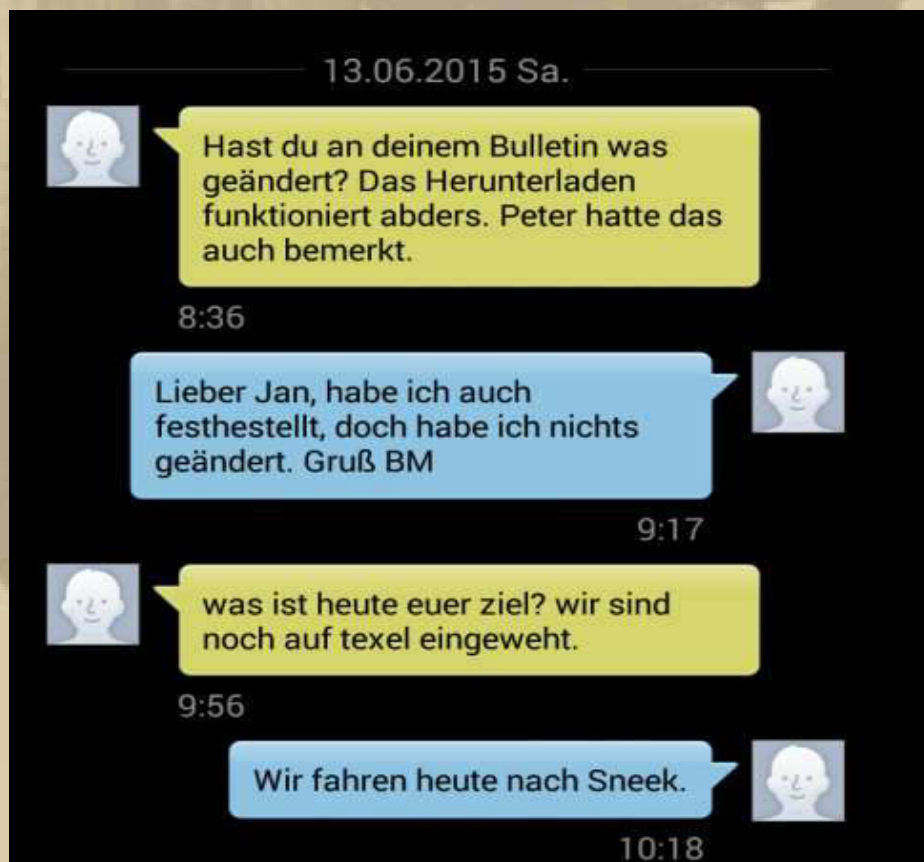 13.06.2015 Sa.
Hast du an deinem Bulletin was
geändert? Das Herunterladen
funktioniert abders. Peter hatte das
auch bemerkt.
8:36
Lieber Jan, habe ich auch
festhestellt, doch habe ich nichts
geändert. Gruß BM
9:17
was ist heute euer ziel? wir sind
noch auf texel eingeweht.
9:56
Wir fahren heute nach Sneek.
10:18